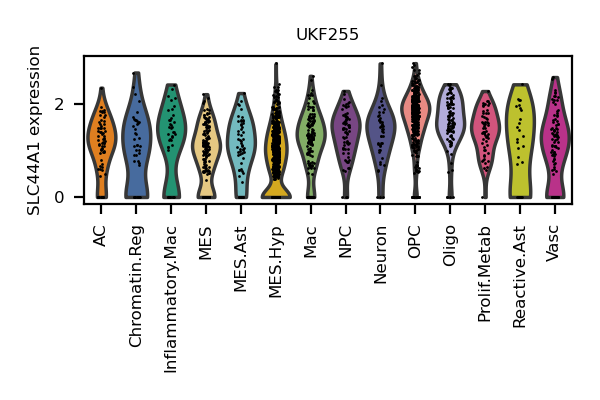 UKF255
SLC44A1 expression
2
0
AC
Chromatin.Reg
Inflammatory.Mac
MES
MES.Ast
MES.Hyp
Mac
NPC
Neuron
OPC
Oligo
Prolif.Metab
Reactive.Ast
Vasc